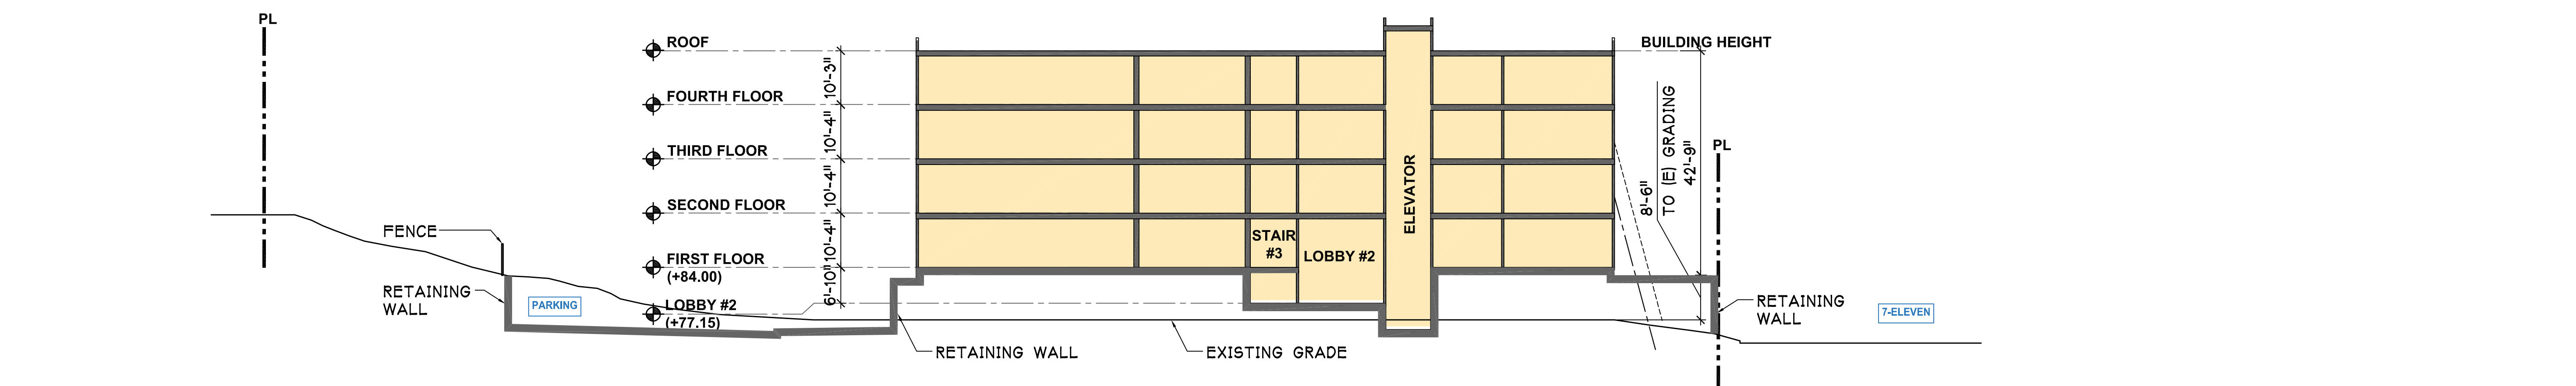 PL
ROOF
10'-3"
BUILDING HEIGHT
FOURTH FLOOR
10'-4"
THIRD FLOOR
10'-4"
SECOND FLOOR
10'-4"
FIRST FLOOR
(+84.00)
6'-10"
LOBBY #2
(+77.15)
FENCE
RETAINING
WALL
PARKING
STAIR
#3
LOBBY #2
ELEVATOR
8'-6"
TO (E) GRADING
42'-9"
PL
RETAINING
WALL
7-ELEVEN
RETAINING WALL
EXISTING GRADE